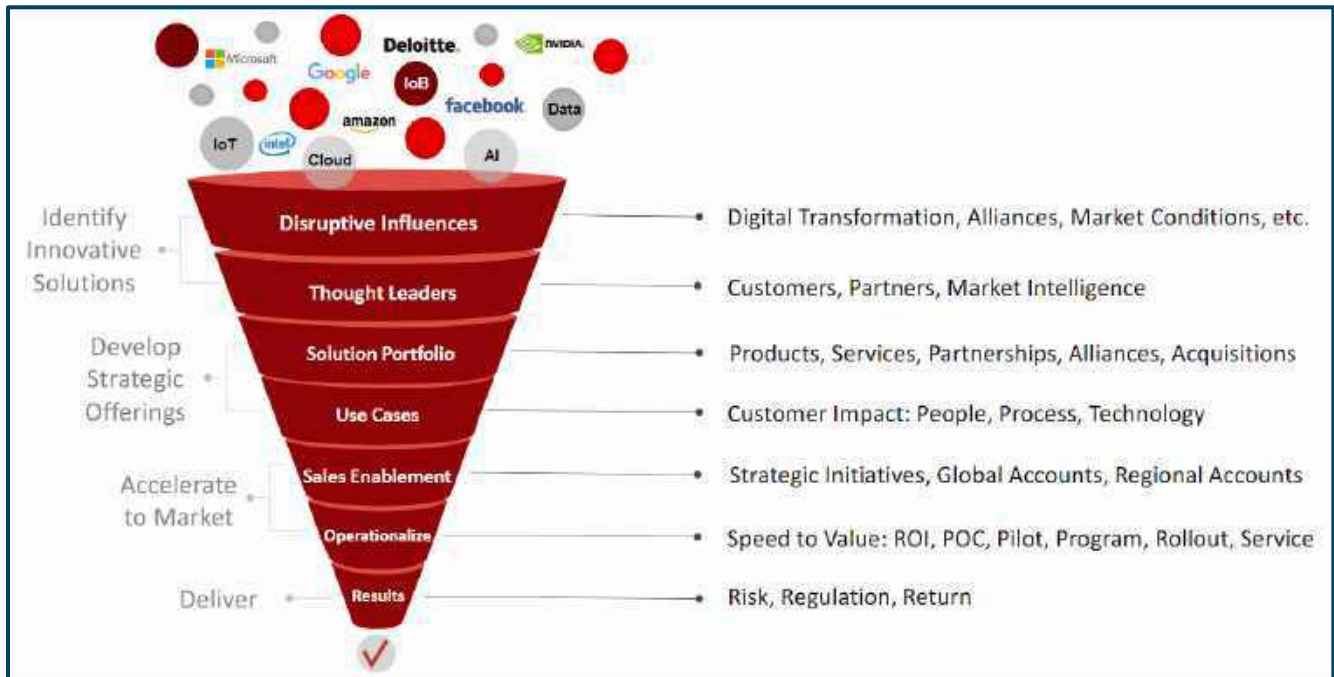 Deloitte.
NVIDIA.
Microsoft
Google
IoB
facebook
Data
amazon
IoT
intel
Cloud
AI
Identify
Innovative
Solutions
Disruptive Influences
Digital Transformation, Alliances, Market Conditions, etc.
Thought Leaders
Customers, Partners, Market Intelligence
Develop
Strategic
Offerings
Solution Portfolio
Products, Services, Partnerships, Alliances, Acquisitions
Use Cases
Customer Impact: People, Process, Technology
Accelerate
to Market
Sales Enablement
Strategic Initiatives, Global Accounts, Regional Accounts
Operationalize
Speed to Value: ROI, POC, Pilot, Program, Rollout, Service
Deliver
Results
Risk, Regulation, Return